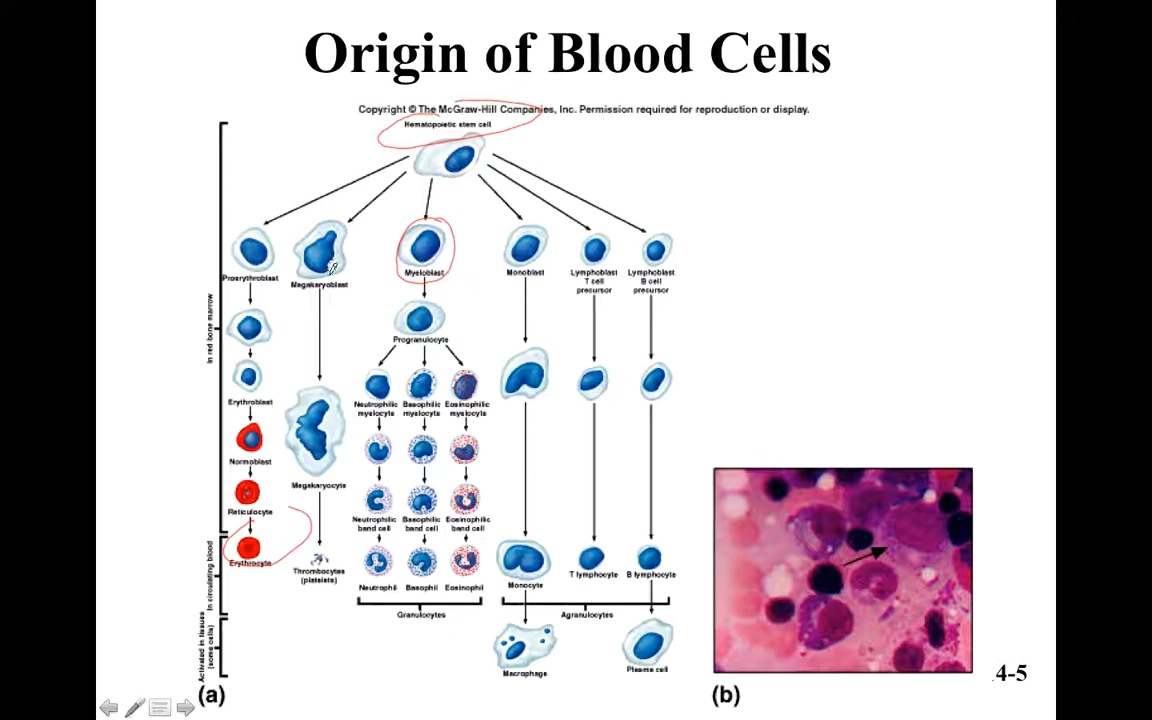 Origin of Blood Cells
Copyright © The McGraw-Hill Companies, Inc. Permission required for reproduction or display.
Hematopoietic stem cell
Proerythroblast
Megakaryoblast
Myeloblast
Monoblast
Lymphoblast
T cell
precursor
Lymphoblast
B cell
precursor
In red bone marrow
Progranulocyte
Erythroblast
Neutrophilic
myelocyte
Basophilic
myelocyte
Eosinophilic
myelocyte
Normoblast
Megakaryocyte
Reticulocyte
Neutrophilic
band cell
Basophilic
band cell
Eosinophilic
band cell
In circulating blood
Erythrocyte
Thrombocytes
(platelets)
Neutrophil
Basophil
Eosinophil
Monocyte
T lymphocyte
B lymphocyte
Granulocytes
Agranulocytes
Activated in tissues
(some cells)
Macrophage
Plasma cell
(a)
(b)
4-5